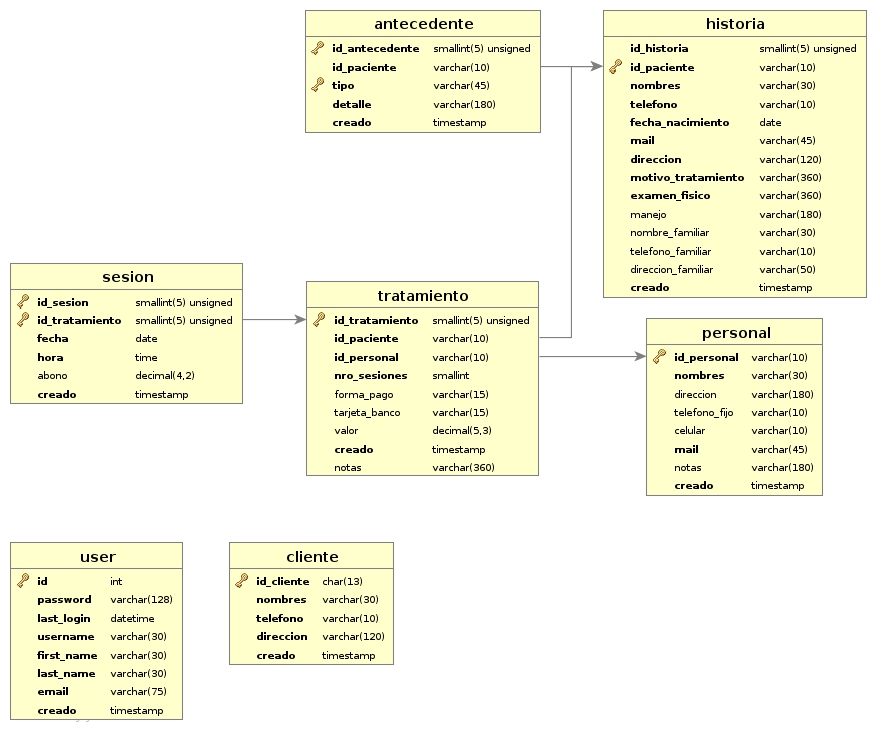 antecedente
id_antecedente smallint(5) unsigned
id_paciente varchar(10)
tipo varchar(45)
detalle varchar(180)
creado timestamp
historia
id_historia smallint(5) unsigned
id_paciente varchar(10)
nombres varchar(30)
telefono varchar(10)
fecha_nacimiento date
mail varchar(45)
direccion varchar(120)
motivo_tratamiento varchar(360)
examen_fisico varchar(360)
manejo varchar(180)
nombre_familiar varchar(30)
telefono_familiar varchar(10)
direccion_familiar varchar(50)
creado timestamp
sesion
id_sesion smallint(5) unsigned
id_tratamiento smallint(5) unsigned
fecha date
hora time
abono decimal(4,2)
creado timestamp
tratamiento
id_tratamiento smallint(5) unsigned
id_paciente varchar(10)
id_personal varchar(10)
nro_sesiones smallint
forma_pago varchar(15)
tarjeta_banco varchar(15)
valor decimal(5,3)
creado timestamp
notas varchar(360)
personal
id_personal varchar(10)
nombres varchar(30)
direccion varchar(180)
telefono_fijo varchar(10)
celular varchar(10)
mail varchar(45)
notas varchar(180)
creado timestamp
user
id int
password varchar(128)
last_login datetime
username varchar(30)
first_name varchar(30)
last_name varchar(30)
email varchar(75)
creado timestamp
cliente
id_cliente char(13)
nombres varchar(30)
telefono varchar(10)
direccion varchar(120)
creado timestamp